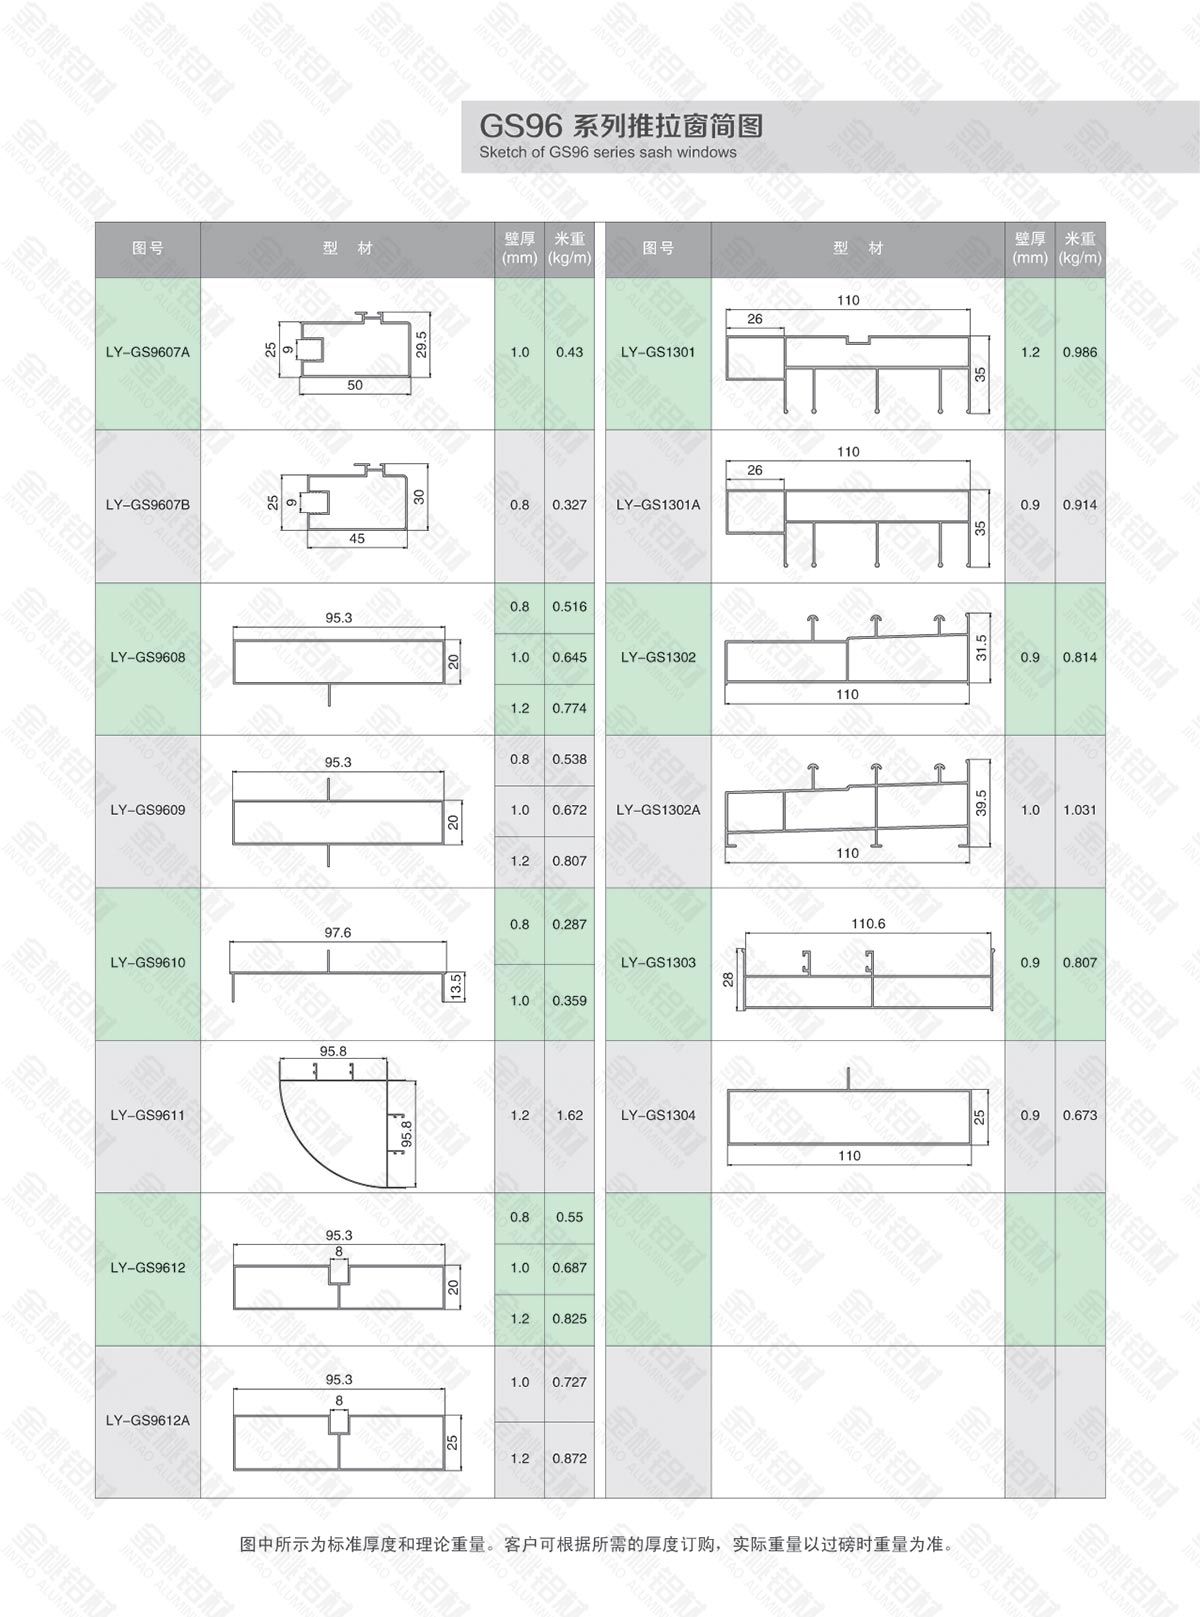 GS96 系列推拉窗简图
Sketch of GS96 series sash windows
图号 型 材 壁厚 (mm) 米重 (kg/m)
LY-GS9607A 25 9 50 29.5 1.0 0.43
LY-GS9607B 25 9 45 30 0.8 0.327
LY-GS9608 95.3 20
0.8 0.516
1.0 0.645
1.2 0.774
LY-GS9609 95.3 20
0.8 0.538
1.0 0.672
1.2 0.807
LY-GS9610 97.6 13.5
0.8 0.287
1.0 0.359
LY-GS9611 95.8 95.8 1.2 1.62
LY-GS9612 95.3 8 20
0.8 0.55
1.0 0.687
1.2 0.825
LY-GS9612A 95.3 8 25
1.0 0.727
1.2 0.872
图号 型 材 壁厚 (mm) 米重 (kg/m)
LY-GS1301 110 26 35 1.2 0.986
LY-GS1301A 110 26 35 0.9 0.914
LY-GS1302 31.5 110 0.9 0.814
LY-GS1302A 39.5 110 1.0 1.031
LY-GS1303 110.6 28 0.9 0.807
LY-GS1304 25 110 0.9 0.673
图中所示为标准厚度和理论重量。客户可根据所需的厚度订购，实际重量以过磅时重量为准。
金桃铝材
JINTAO ALUMINIUM